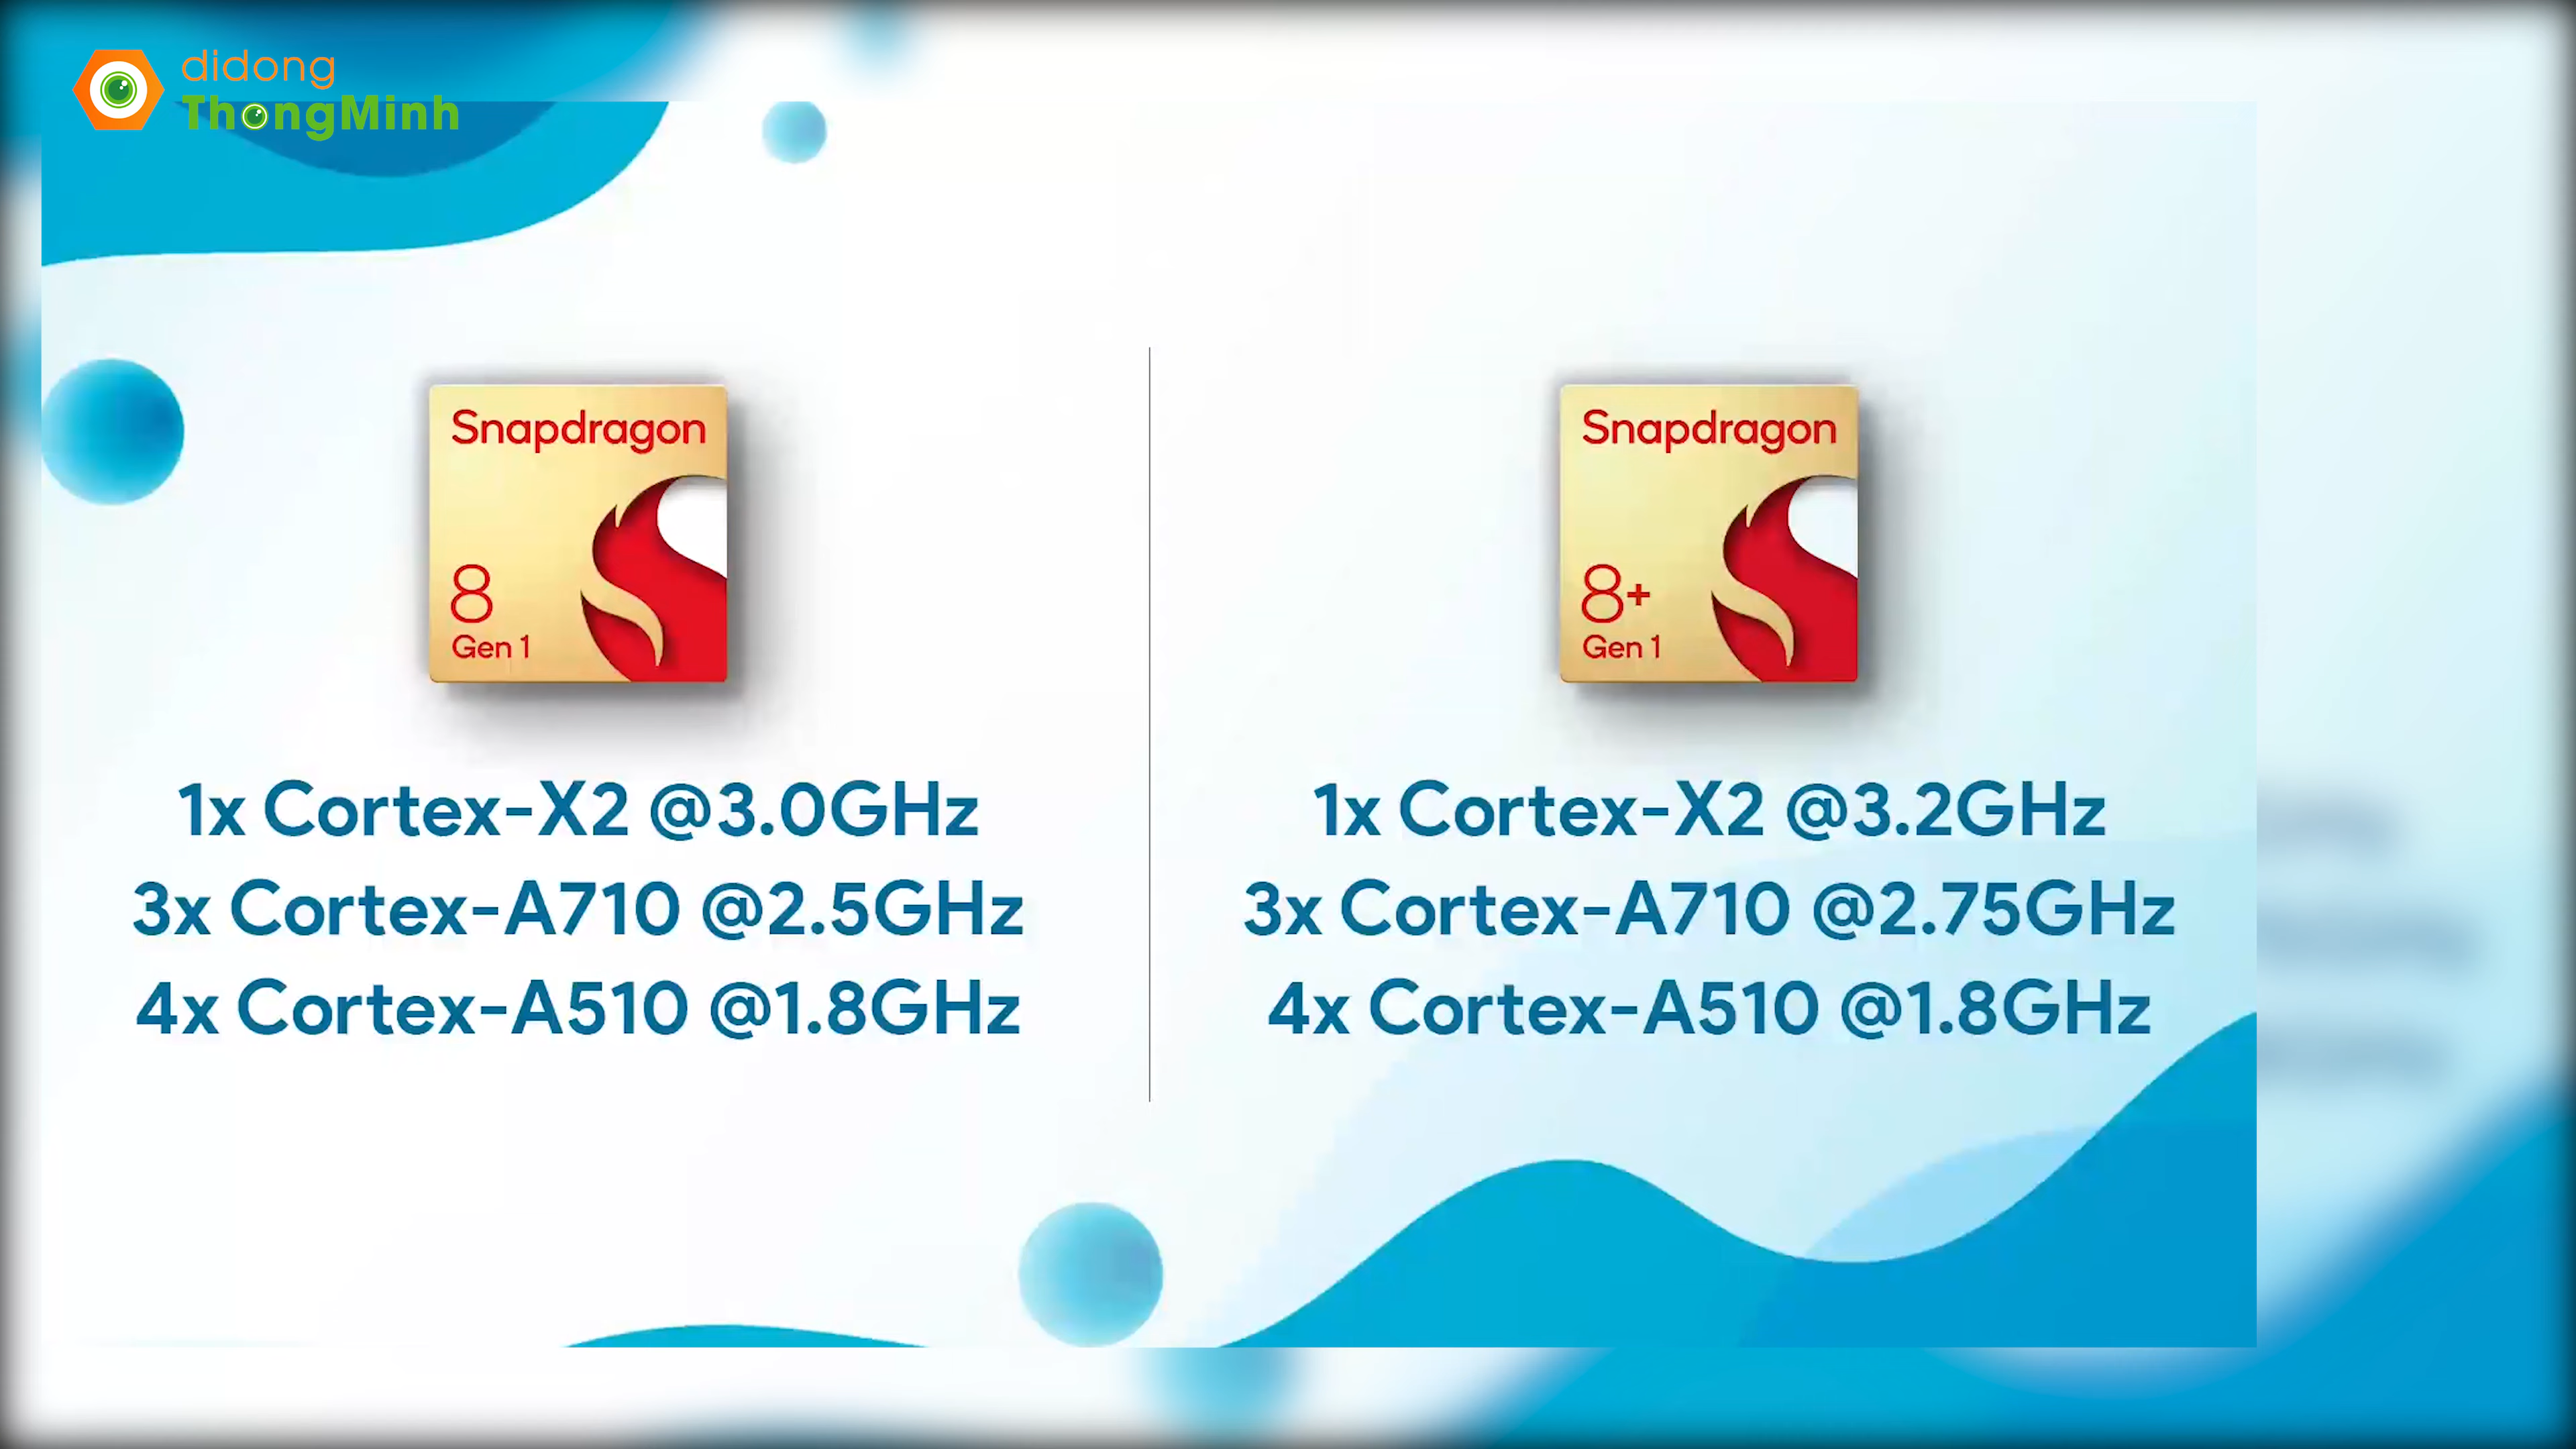 didong
ThongMinh
Snapdragon
8
Gen 1
1x Cortex-X2 @3.0GHz
3x Cortex-A710 @2.5GHz
4x Cortex-A510 @1.8GHz
Snapdragon
8+
Gen 1
1x Cortex-X2 @3.2GHz
3x Cortex-A710 @2.75GHz
4x Cortex-A510 @1.8GHz